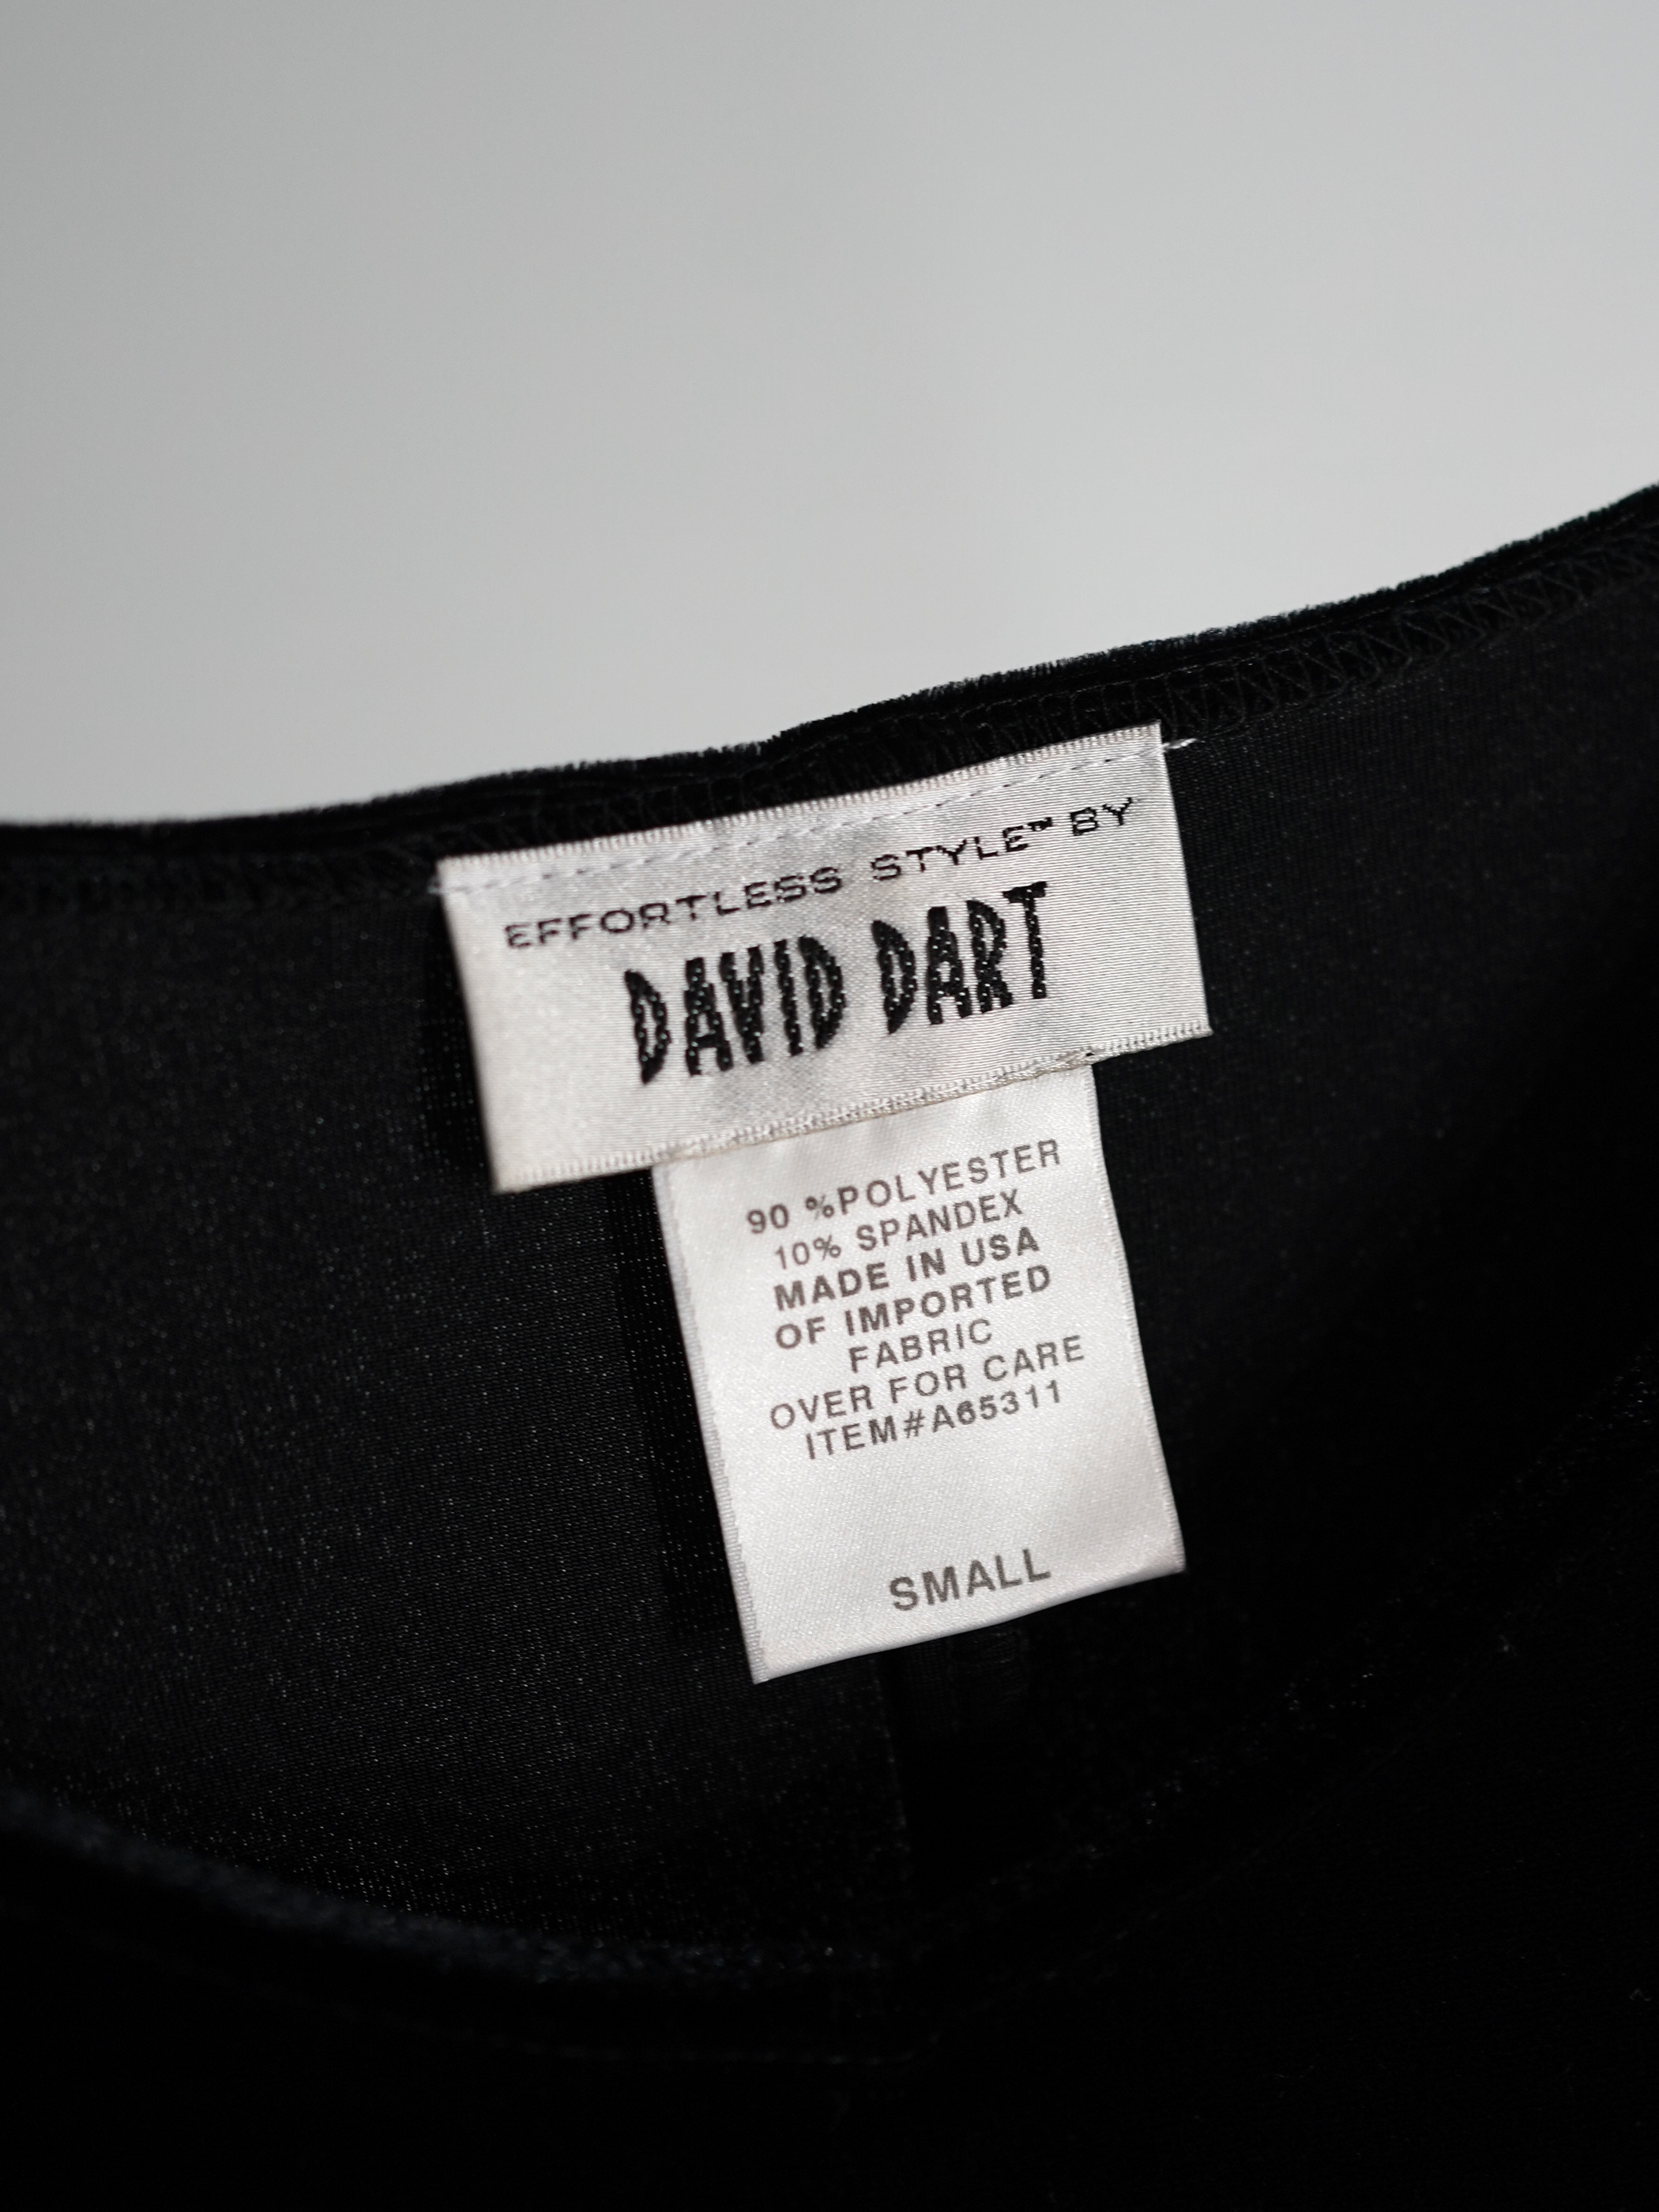 EFFORTLESS STYLE™ BY
DAVID DART
90 %POLYESTER
10% SPANDEX
MADE IN USA
OF IMPORTED
FABRIC
OVER FOR CARE
ITEM#A65311
SMALL